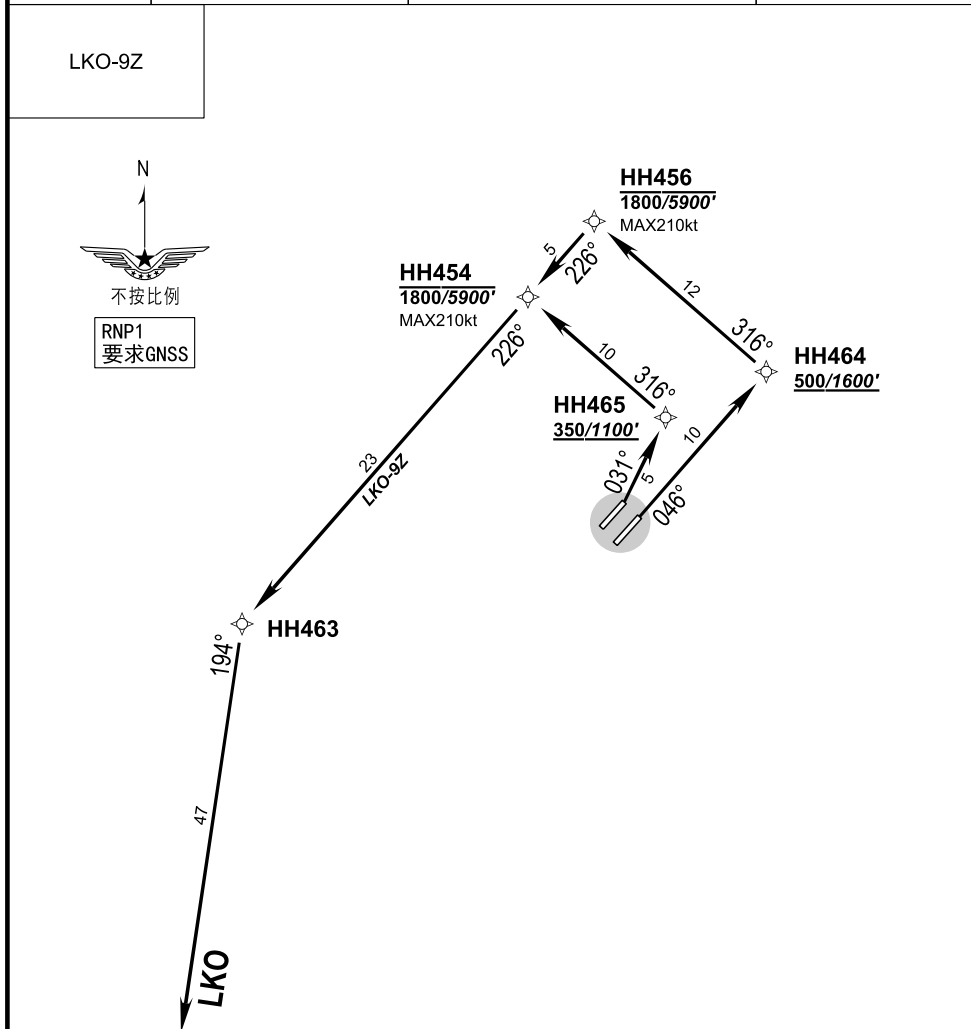 LKO-9Z
N
不按比例
RNP1
要求GNSS
HH456
1800/5900'
MAX210kt
5
226°
HH454
1800/5900'
MAX210kt
12
316°
226°
10
316°
HH464
500/1600'
HH465
350/1100'
10
031°
5
046°
23
LKO-9Z
HH463
194°
47
LKO